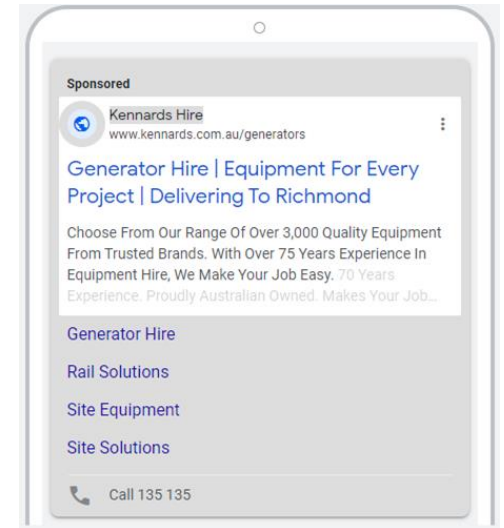 Sponsored
Kennards Hire
www.kennards.com.au/generators
Generator Hire | Equipment For Every
Project | Delivering To Richmond
Choose From Our Range Of Over 3,000 Quality Equipment
From Trusted Brands. With Over 75 Years Experience In
Equipment Hire, We Make Your Job Easy. 70 Years
Experience. Proudly Australian Owned. Makes Your Job...
Generator Hire
Rail Solutions
Site Equipment
Site Solutions
Call 135 135